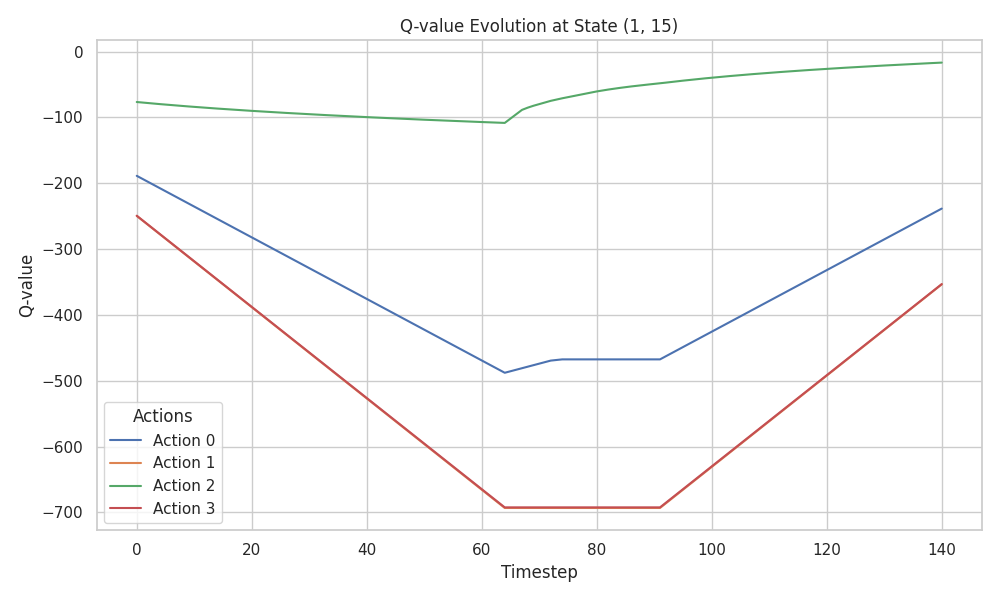 Q-value Evolution at State (1, 15)
Q-value
0
−100
−200
−300
−400
−500
−600
−700
Actions
Action 0
Action 1
Action 2
Action 3
0
20
40
60
80
100
120
140
Timestep